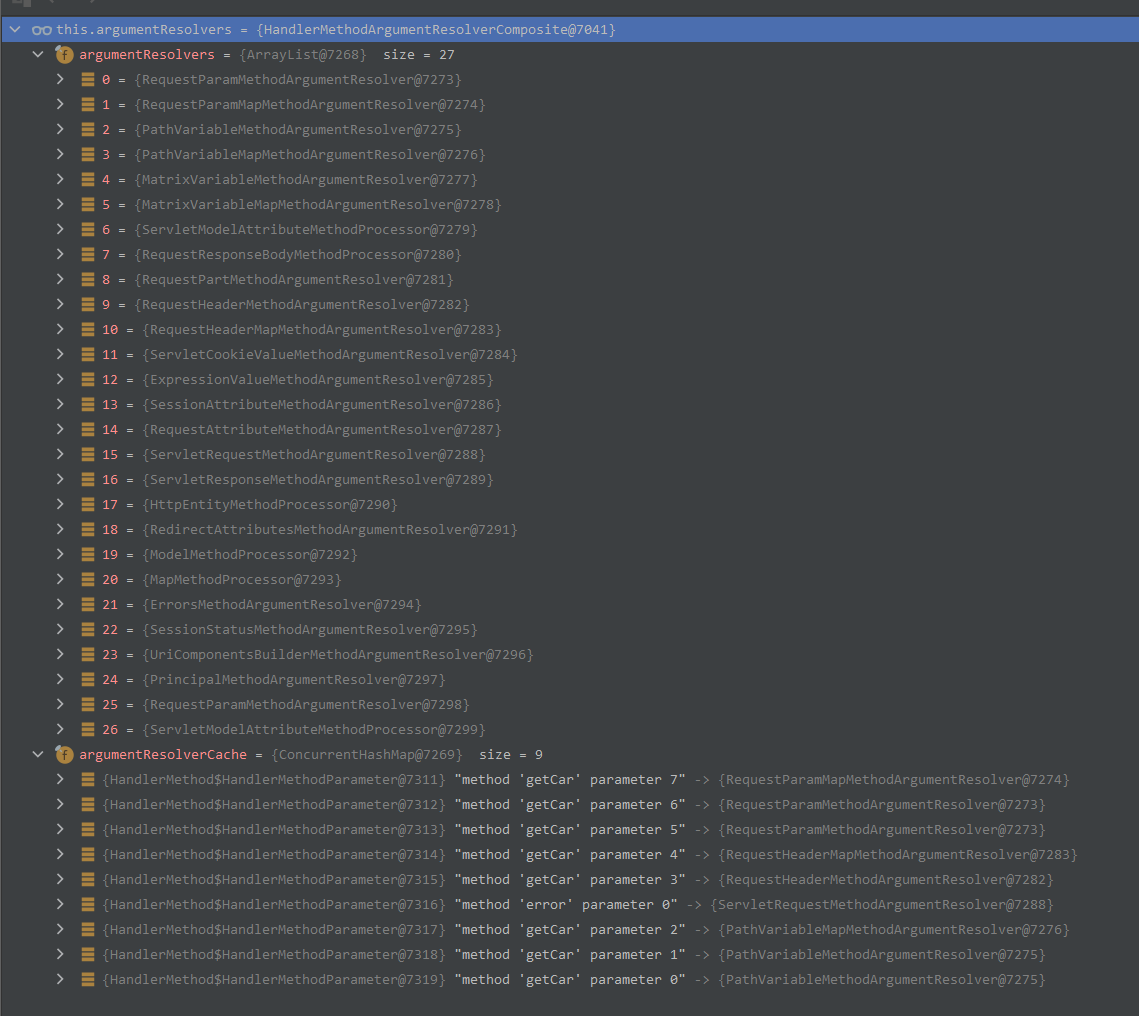 this.argumentResolvers = {HandlerMethodArgumentResolverComposite@7041}
f argumentResolvers = {ArrayList@7268} size = 27
0 = {RequestParamMethodArgumentResolver@7273}
1 = {RequestParamMapMethodArgumentResolver@7274}
2 = {PathVariableMethodArgumentResolver@7275}
3 = {PathVariableMapMethodArgumentResolver@7276}
4 = {MatrixVariableMethodArgumentResolver@7277}
5 = {MatrixVariableMapMethodArgumentResolver@7278}
6 = {ServletModelAttributeMethodProcessor@7279}
7 = {RequestResponseBodyMethodProcessor@7280}
8 = {RequestPartMethodArgumentResolver@7281}
9 = {RequestHeaderMethodArgumentResolver@7282}
10 = {RequestHeaderMapMethodArgumentResolver@7283}
11 = {ServletCookieValueMethodArgumentResolver@7284}
12 = {ExpressionValueMethodArgumentResolver@7285}
13 = {SessionAttributeMethodArgumentResolver@7286}
14 = {RequestAttributeMethodArgumentResolver@7287}
15 = {ServletRequestMethodArgumentResolver@7288}
16 = {ServletResponseMethodArgumentResolver@7289}
17 = {HttpEntityMethodProcessor@7290}
18 = {RedirectAttributesMethodArgumentResolver@7291}
19 = {ModelMethodProcessor@7292}
20 = {MapMethodProcessor@7293}
21 = {ErrorsMethodArgumentResolver@7294}
22 = {SessionStatusMethodArgumentResolver@7295}
23 = {UriComponentsBuilderMethodArgumentResolver@7296}
24 = {PrincipalMethodArgumentResolver@7297}
25 = {RequestParamMethodArgumentResolver@7298}
26 = {ServletModelAttributeMethodProcessor@7299}
f argumentResolverCache = {ConcurrentHashMap@7269} size = 9
{HandlerMethod$HandlerMethodParameter@7311} "method 'getCar' parameter 7" -> {RequestParamMapMethodArgumentResolver@7274}
{HandlerMethod$HandlerMethodParameter@7312} "method 'getCar' parameter 6" -> {RequestParamMethodArgumentResolver@7273}
{HandlerMethod$HandlerMethodParameter@7313} "method 'getCar' parameter 5" -> {RequestParamMethodArgumentResolver@7273}
{HandlerMethod$HandlerMethodParameter@7314} "method 'getCar' parameter 4" -> {RequestHeaderMapMethodArgumentResolver@7283}
{HandlerMethod$HandlerMethodParameter@7315} "method 'getCar' parameter 3" -> {RequestHeaderMethodArgumentResolver@7282}
{HandlerMethod$HandlerMethodParameter@7316} "method 'error' parameter 0" -> {ServletRequestMethodArgumentResolver@7288}
{HandlerMethod$HandlerMethodParameter@7317} "method 'getCar' parameter 2" -> {PathVariableMapMethodArgumentResolver@7276}
{HandlerMethod$HandlerMethodParameter@7318} "method 'getCar' parameter 1" -> {PathVariableMethodArgumentResolver@7275}
{HandlerMethod$HandlerMethodParameter@7319} "method 'getCar' parameter 0" -> {PathVariableMethodArgumentResolver@7275}